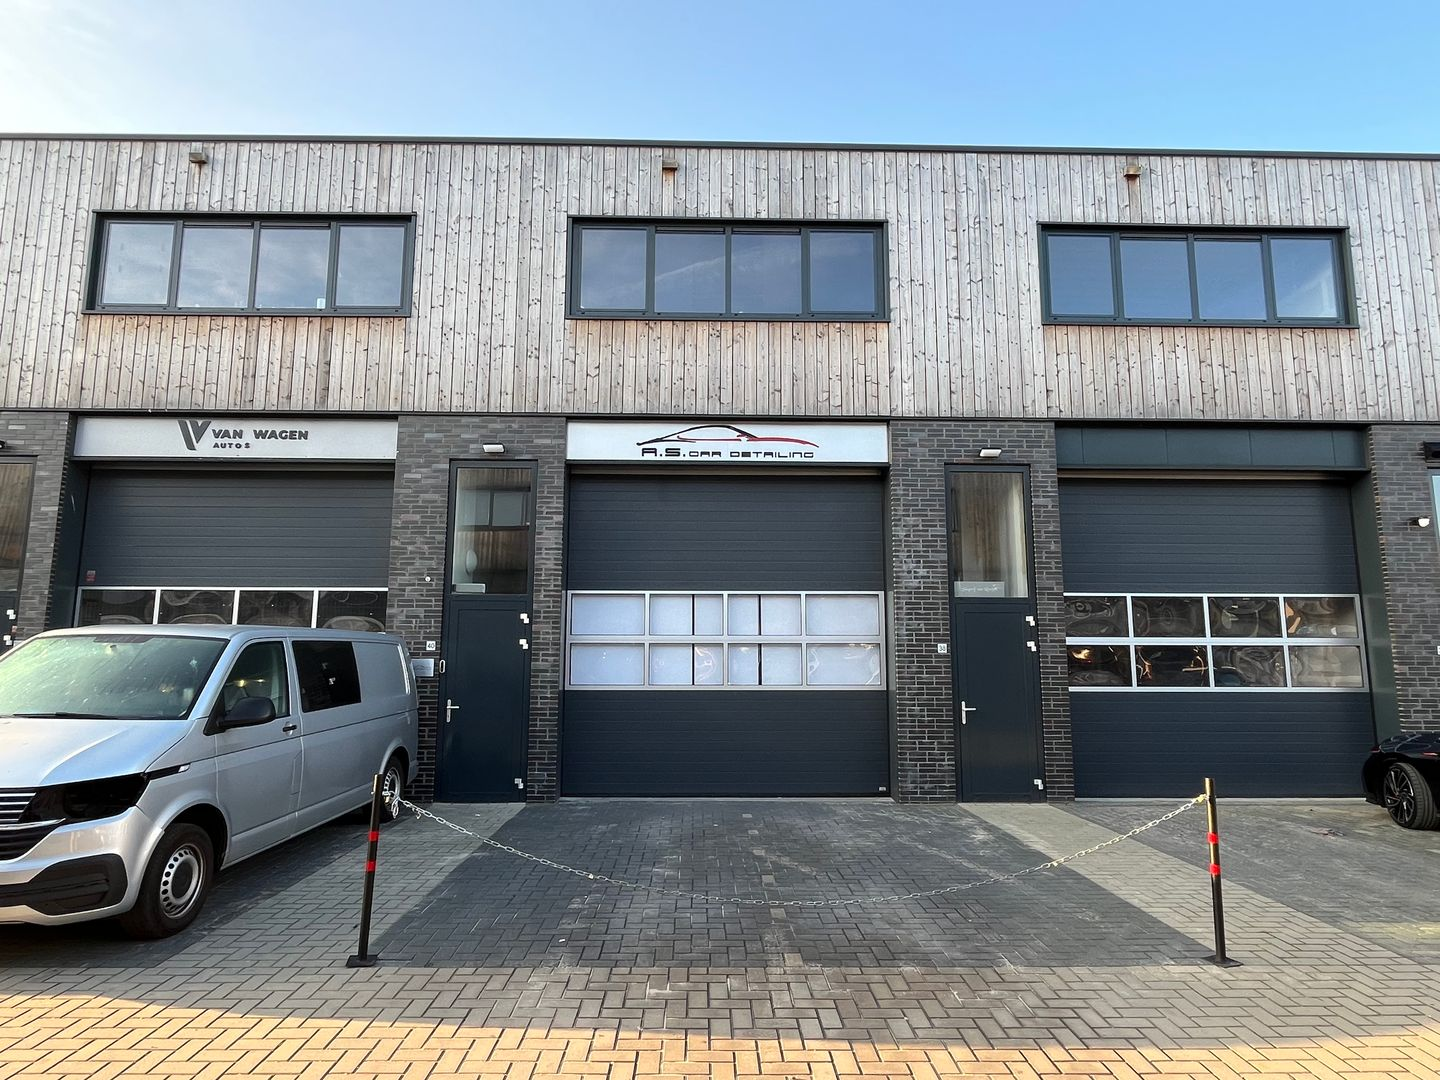 VAN WAGEN
AUTOS
A.S. CAR DETAILING
40
38